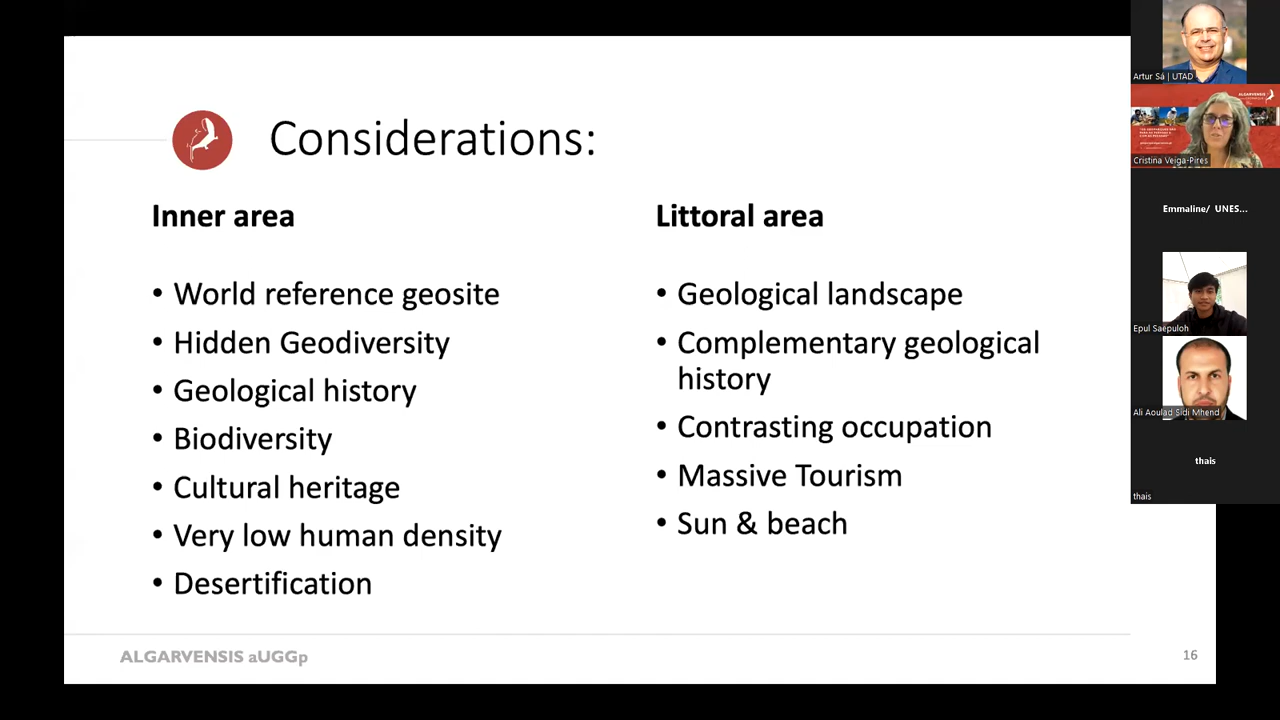 Considerations:
Inner area
• World reference geosite
• Hidden Geodiversity
• Geological history
• Biodiversity
• Cultural heritage
• Very low human density
• Desertification
Littoral area
• Geological landscape
• Complementary geological
history
• Contrasting occupation
• Massive Tourism
• Sun & beach
ALGARVENSIS aUGGp
16
Artur Sá | UTAD
ALGARVENSIS
Cristina Veiga-Pires
Emmaline/ UNES...
Epul Saepuloh
Ali Aoulad Sidi Mhend
thais
thais